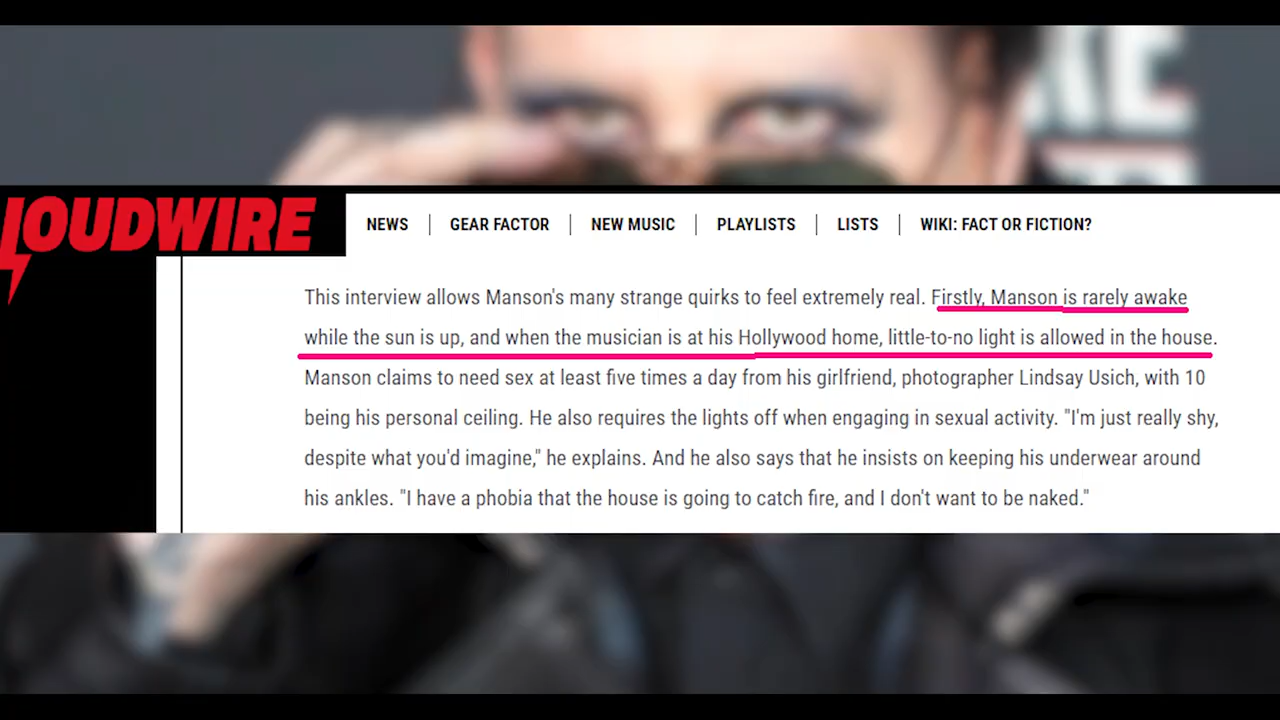 LOUDWIRE
NEWS GEAR FACTOR NEW MUSIC PLAYLISTS LISTS WIKI: FACT OR FICTION?
This interview allows Manson's many strange quirks to feel extremely real. Firstly, Manson is rarely awake
while the sun is up, and when the musician is at his Hollywood home, little-to-no light is allowed in the house.
Manson claims to need sex at least five times a day from his girlfriend, photographer Lindsay Usich, with 10
being his personal ceiling. He also requires the lights off when engaging in sexual activity. "I'm just really shy,
despite what you'd imagine," he explains. And he also says that he insists on keeping his underwear around
his ankles. "I have a phobia that the house is going to catch fire, and I don't want to be naked."